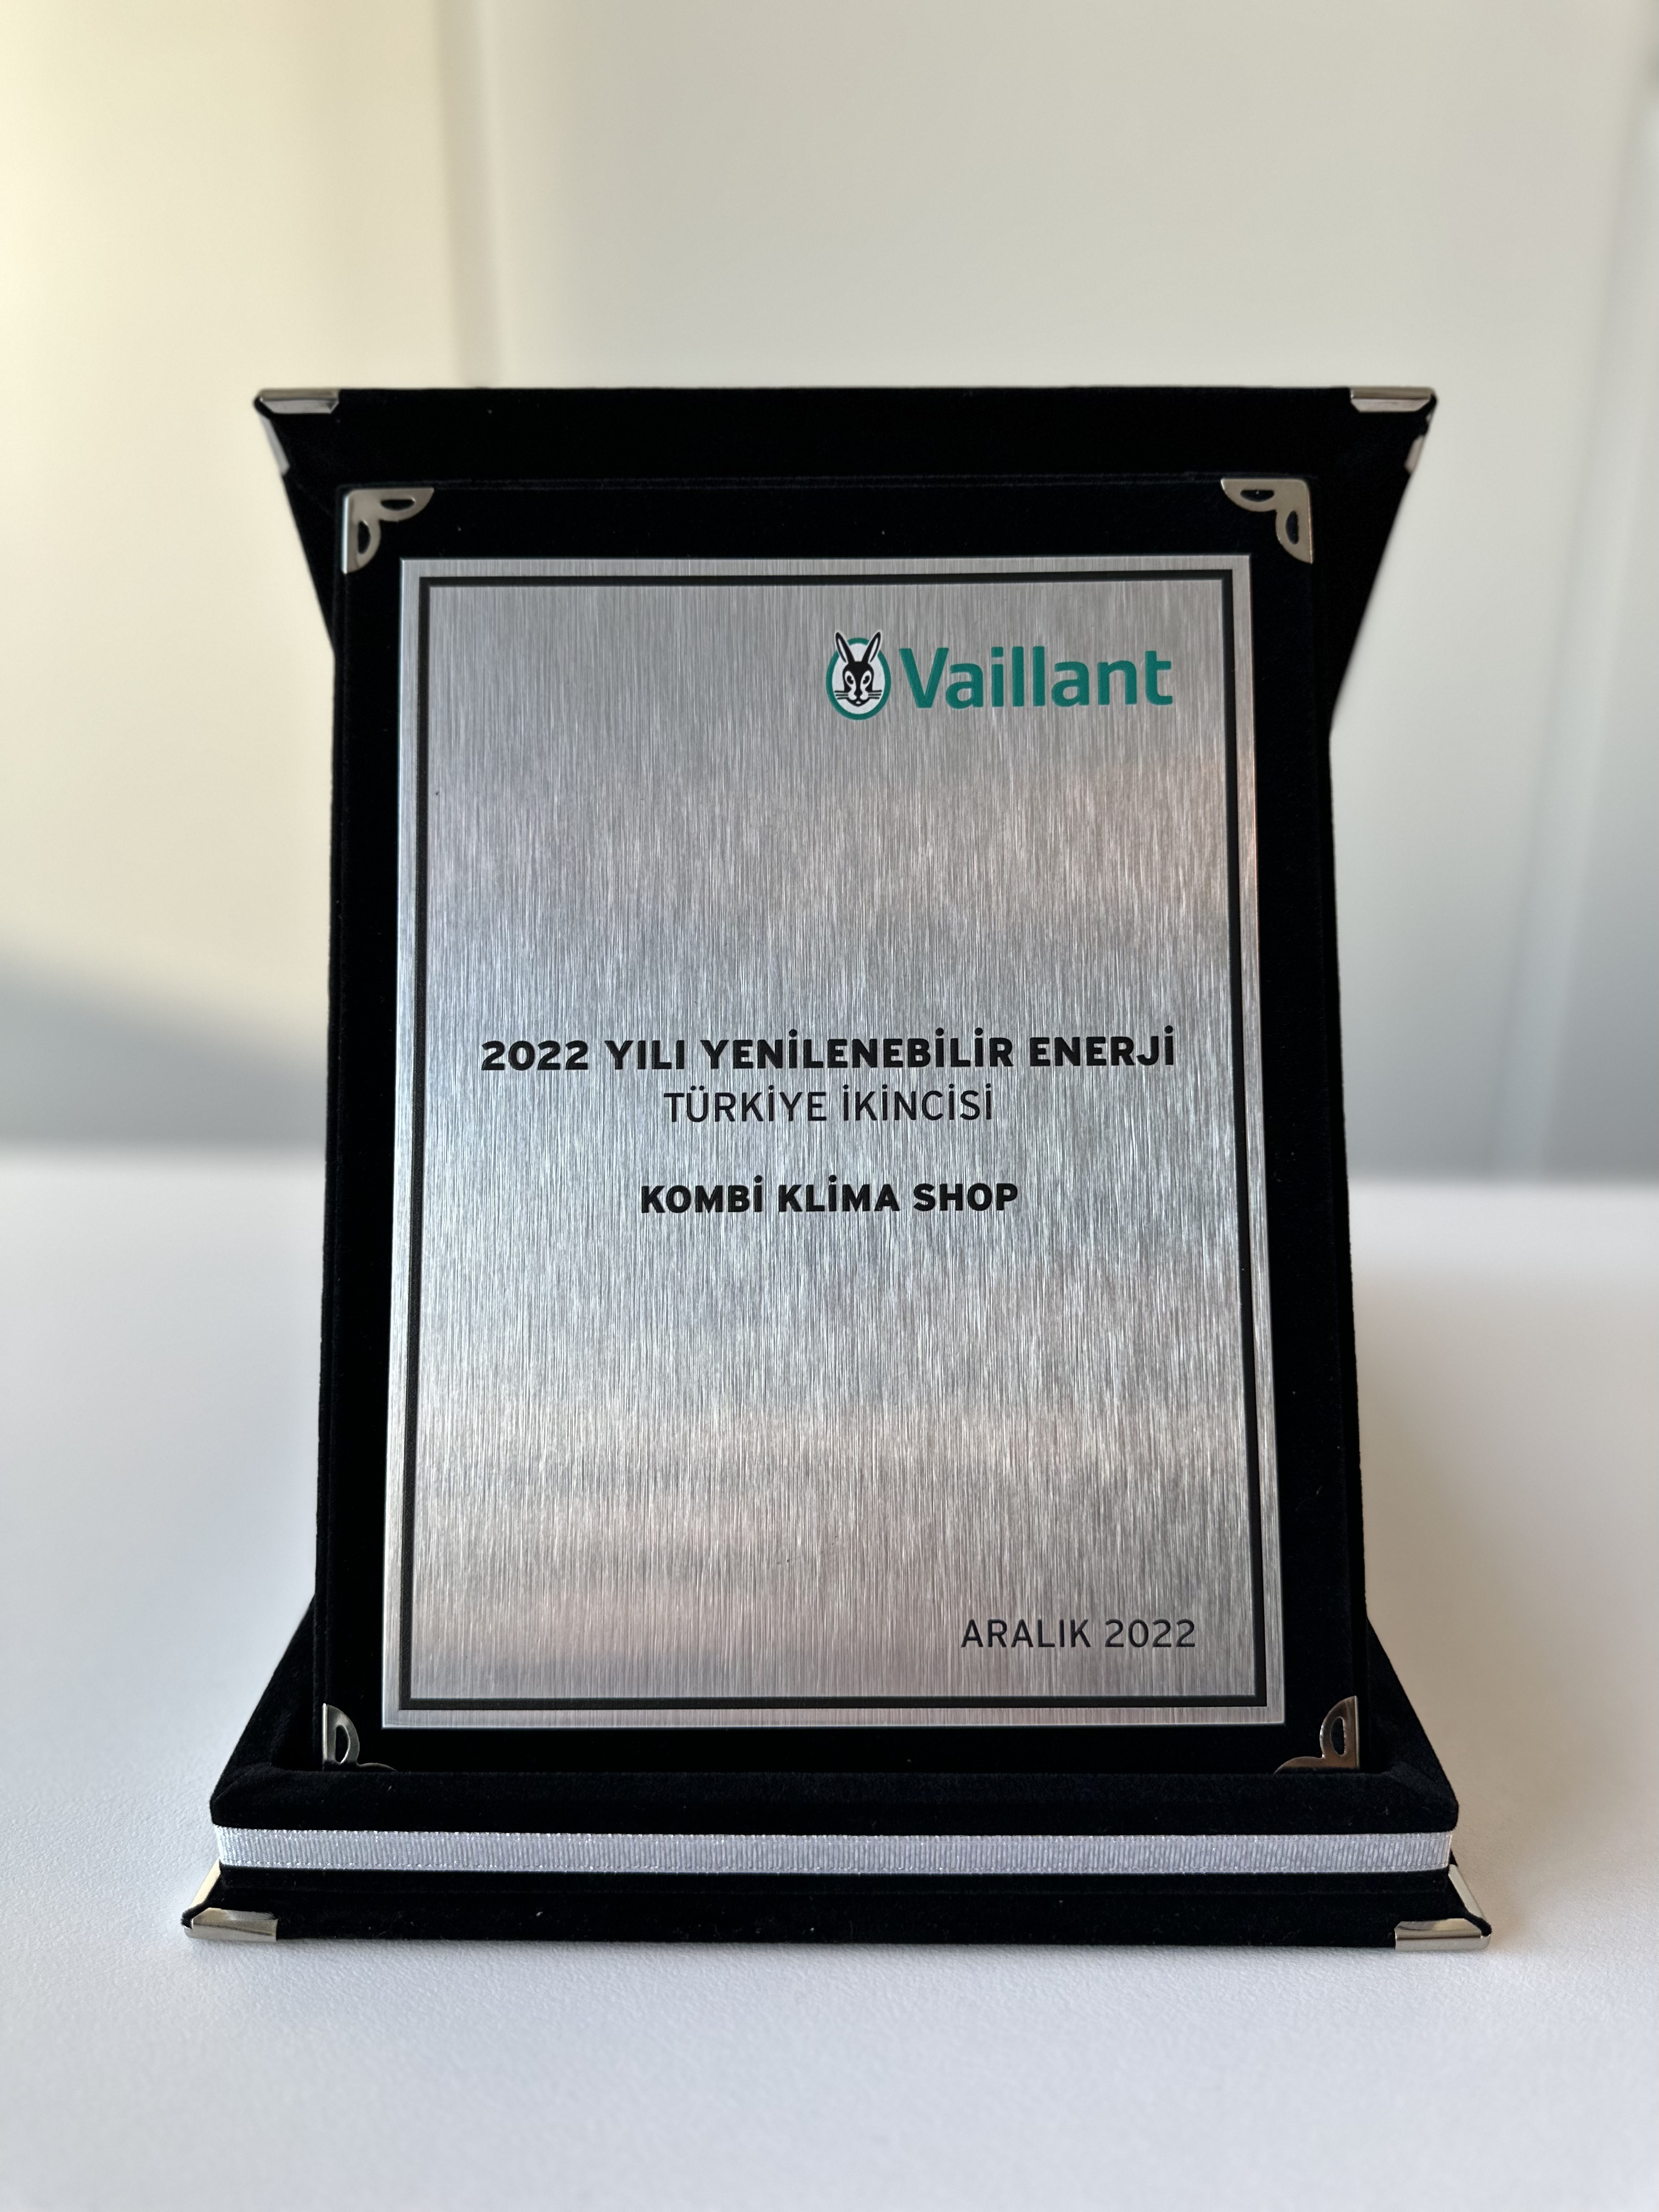 Vaillant
2022 YILI YENİLENEBİLİR ENERJİ
TÜRKİYE İKİNCİSİ
KOMBİ KLİMA SHOP
ARALIK 2022